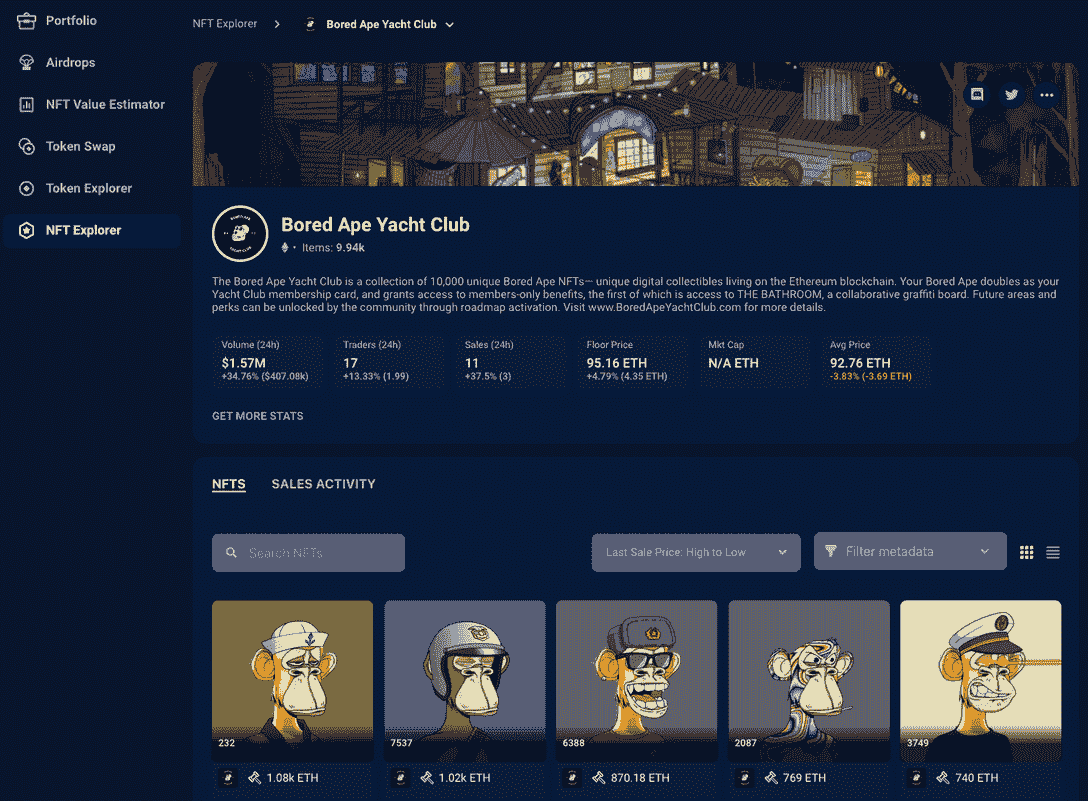 Portfolio
Airdrops
NFT Value Estimator
Token Swap
Token Explorer
NFT Explorer
NFT Explorer > Bored Ape Yacht Club
Bored Ape Yacht Club
Items: 9.94k
The Bored Ape Yacht Club is a collection of 10,000 unique Bored Ape NFTs— unique digital collectibles living on the Ethereum blockchain. Your Bored Ape doubles as your
Yacht Club membership card, and grants access to members-only benefits, the first of which is access to THE BATHROOM, a collaborative graffiti board. Future areas and
perks can be unlocked by the community through roadmap activation. Visit www.BoredApeYachtClub.com for more details.
Volume (24h) Traders (24h) Sales (24h) Floor Price Mkt Cap Avg Price
$1.57M 17 11 95.16 ETH N/A ETH 92.76 ETH
+34.76% ($407.08k) +13.33% (1.99) +37.5% (3) +4.79% (4.35 ETH) -3.83% (-3.69 ETH)
GET MORE STATS
NFTS SALES ACTIVITY
Search NFTs Last Sale Price: High to Low Filter metadata
232 7537 6388 2087 3749
1.08k ETH 1.02k ETH 870.18 ETH 769 ETH 740 ETH